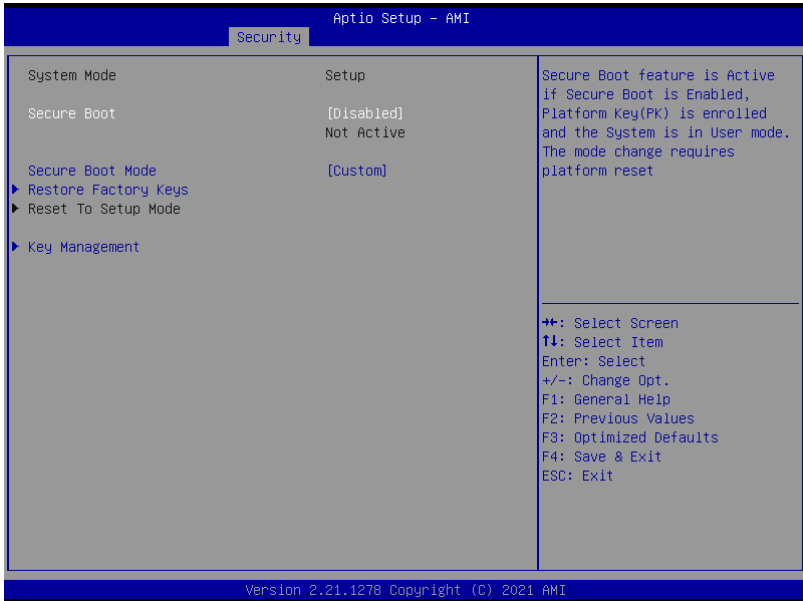 Aptio Setup – AMI
Security
System Mode Setup
Secure Boot [Disabled]
Not Active
Secure Boot Mode [Custom]
Restore Factory Keys
Reset To Setup Mode
Key Management
Secure Boot feature is Active
if Secure Boot is Enabled,
Platform Key(PK) is enrolled
and the System is in User mode.
The mode change requires
platform reset
→←: Select Screen
↑↓: Select Item
Enter: Select
+/-: Change Opt.
F1: General Help
F2: Previous Values
F3: Optimized Defaults
F4: Save & Exit
ESC: Exit
Version 2.21.1278 Copyright (C) 2021 AMI